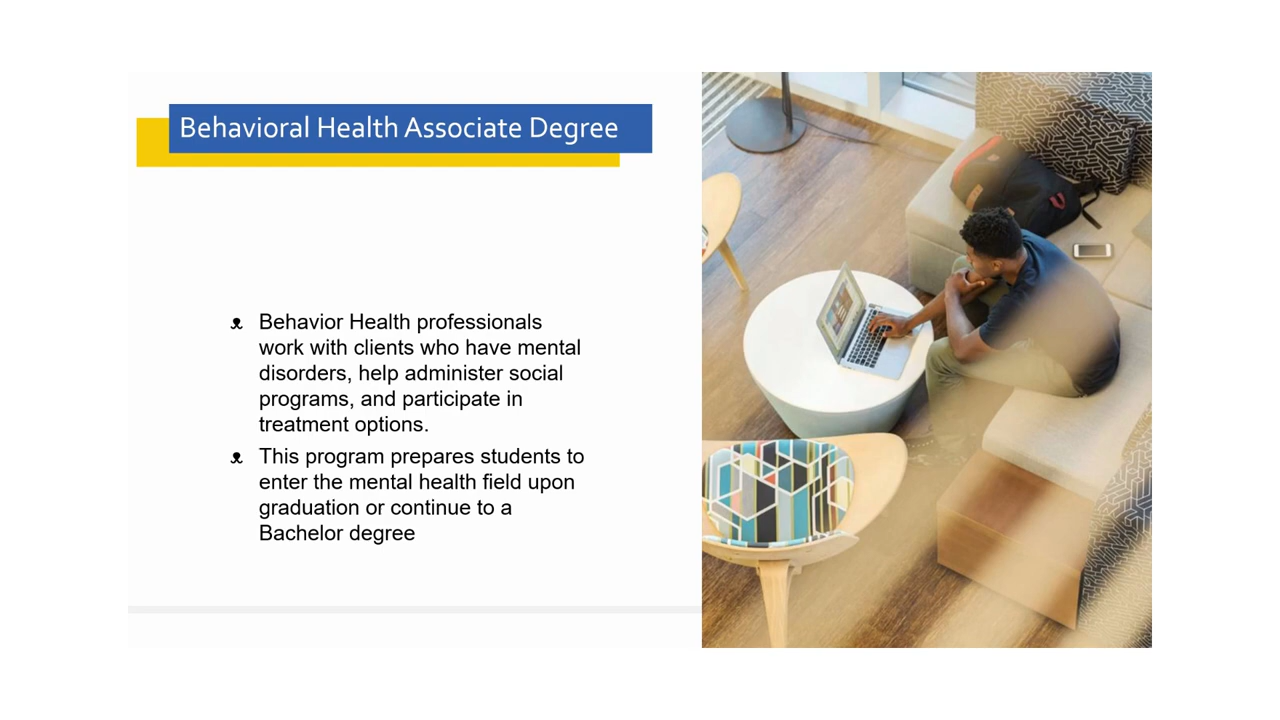 Behavioral Health Associate Degree
Behavior Health professionals
work with clients who have mental
disorders, help administer social
programs, and participate in
treatment options.
This program prepares students to
enter the mental health field upon
graduation or continue to a
Bachelor degree